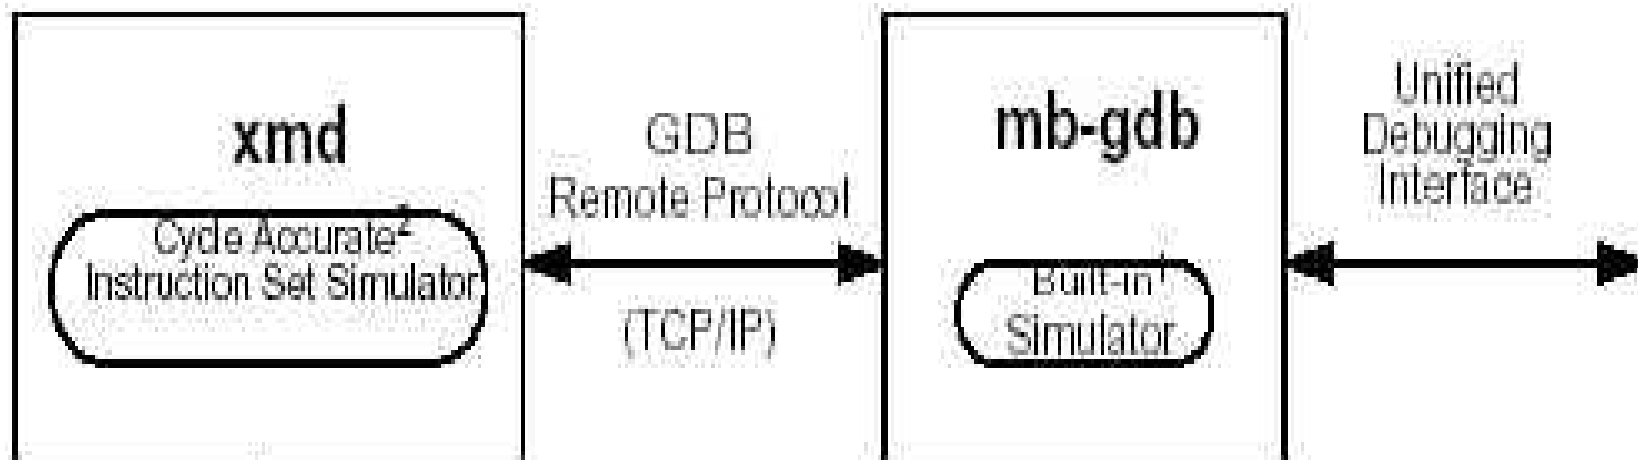 xmd
Cycle Accurate2
Instruction Set Simulator
GDB
Remote Protocol
(TCP/IP)
mb-gdb
Built-in1
Simulator
Unified
Debugging
Interface